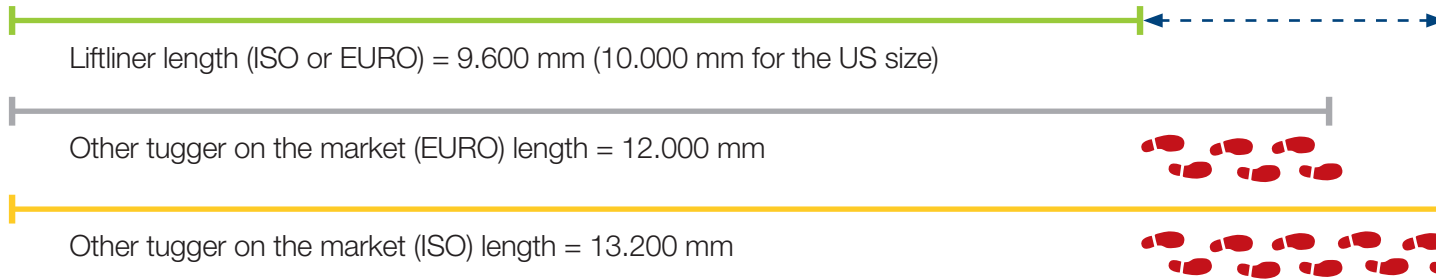 Liftliner length (ISO or EURO) = 9.600 mm (10.000 mm for the US size)
Other tugger on the market (EURO) length = 12.000 mm
Other tugger on the market (ISO) length = 13.200 mm